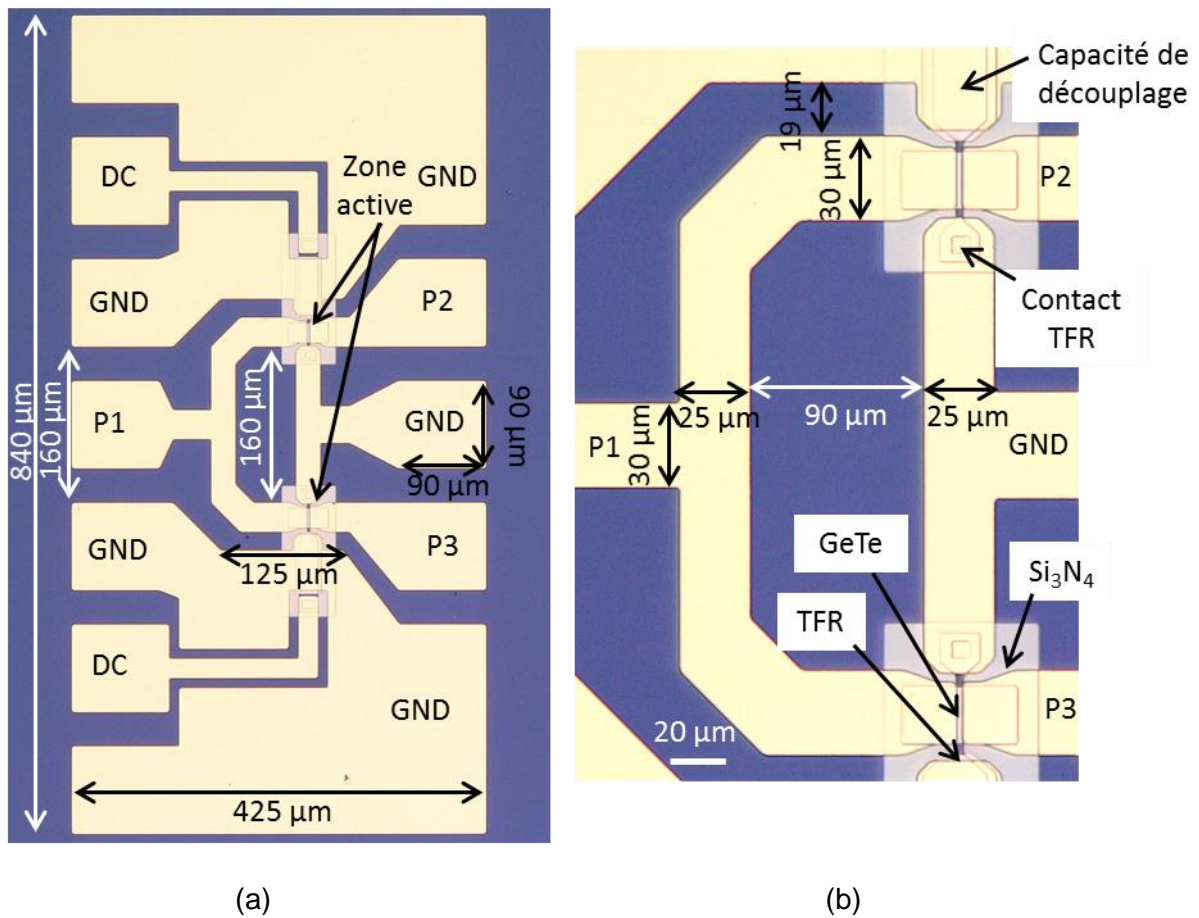 DC
Zone
active
GND
GND
P2
840 µm
160 µm
P1
160 µm
GND
90 µm
90 µm
GND
125 µm
P3
DC
GND
425 µm
(a)
Capacité de
découplage
19 µm
30 µm
P2
Contact
TFR
25 µm
90 µm
25 µm
P1
30 µm
GND
GeTe
Si₃N₄
TFR
P3
20 µm
(b)